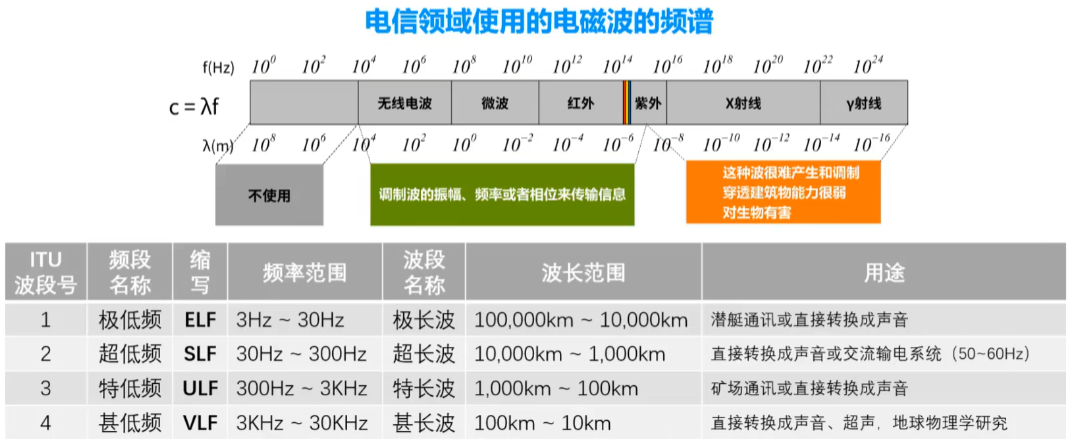 电信领域使用的电磁波的频谱
f(Hz) 10^0 10^2 10^4 10^6 10^8 10^10 10^12 10^14 10^16 10^18 10^20 10^22 10^24
c = λf
无线电波 微波 红外 紫外 X射线 γ射线
λ(m) 10^8 10^6 10^4 10^2 10^0 10^-2 10^-4 10^-6 10^-8 10^-10 10^-12 10^-14 10^-16
不使用
调制波的振幅、频率或者相位来传输信息
这种波很难产生和调制
穿透建筑物能力很弱
对生物有害
ITU 波段号 频段名称 缩写 频率范围 波段名称 波长范围 用途
1 极低频 ELF 3Hz ~ 30Hz 极长波 100,000km ~ 10,000km 潜艇通讯或直接转换成声音
2 超低频 SLF 30Hz ~ 300Hz 超长波 10,000km ~ 1,000km 直接转换成声音或交流输电系统（50~60Hz）
3 特低频 ULF 300Hz ~ 3KHz 特长波 1,000km ~ 100km 矿场通讯或直接转换成声音
4 甚低频 VLF 3KHz ~ 30KHz 甚长波 100km ~ 10km 直接转换成声音、超声，地球物理学研究